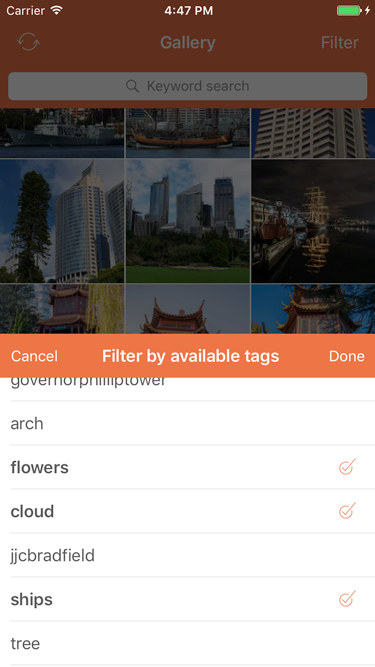 Carrier 4:47 PM
Gallery Filter
Keyword search
Cancel Filter by available tags Done
governorphilliptower
arch
flowers
cloud
jjcbradfield
ships
tree